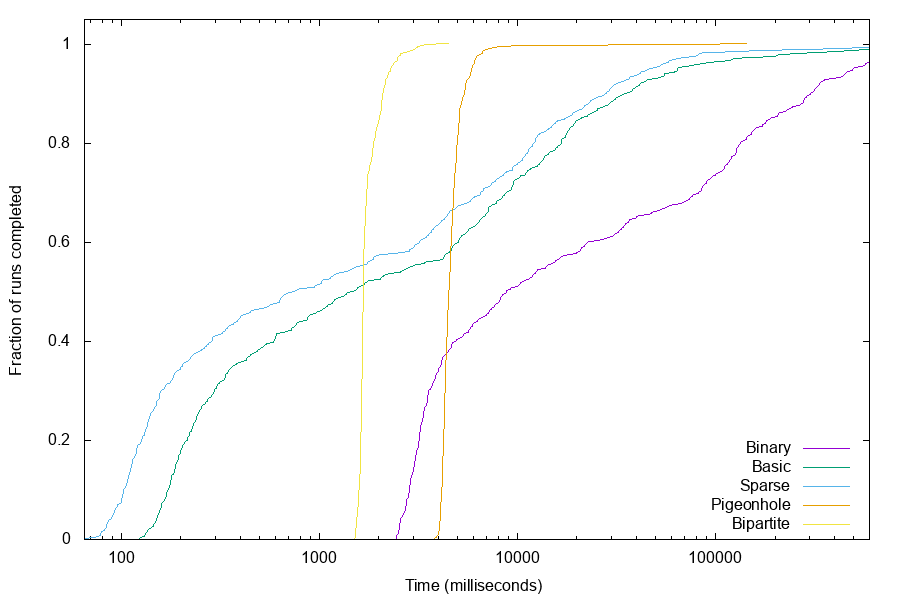 1
0.8
0.6
0.4
0.2
0
100 1000 10000 100000
Fraction of runs completed
Time (milliseconds)
Binary
Basic
Sparse
Pigeonhole
Bipartite